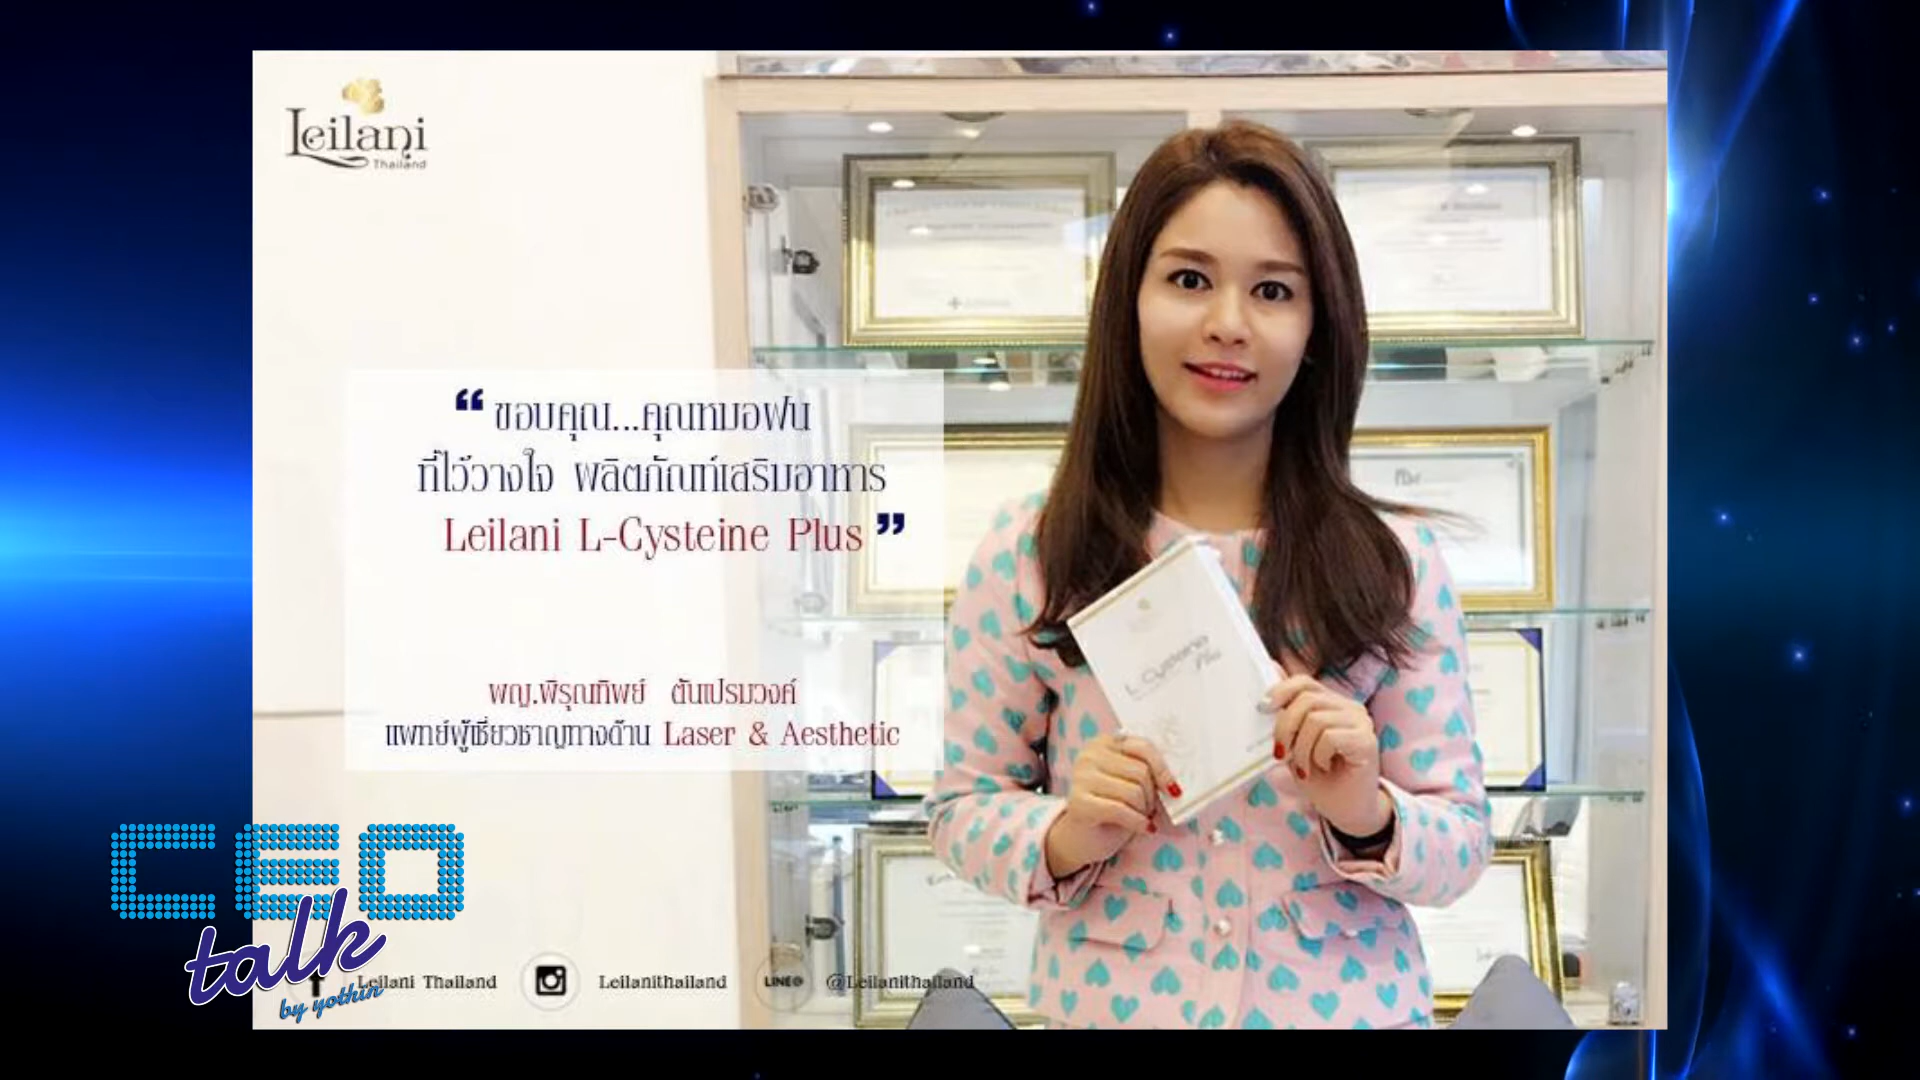 Leilani
Thailand
“ ขอบคุณ...คุณหมอฟน
ที่ไว้วางใจ ผลิตภัณฑ์เสริมอาหาร
Leilani L-Cysteine Plus ”
พญ.พิรุณทิพย์ ตันเปรมวงค์
แพทย์ผู้เชี่ยวชาญทางด้าน Laser & Aesthetic
L-Cysteine
Plus
CEO
talk
by yothin
Leilani Thailand
Leilanithailand
LINE@
@Leilanithailand